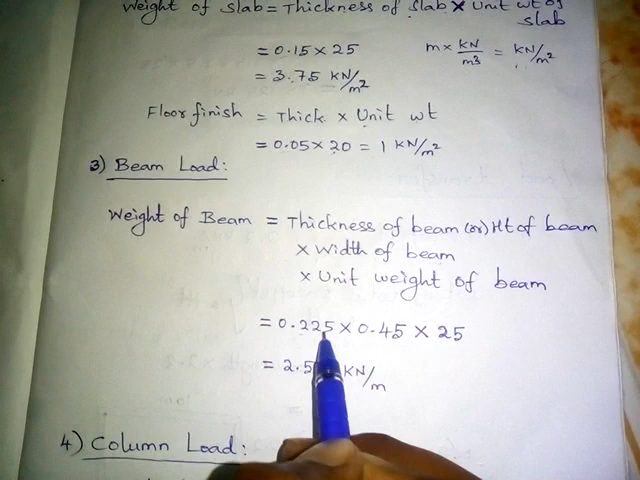 Weight of Slab = Thickness of Slab × Unit wt of
slab
= 0.15 × 25 m × KN/m³ = KN/m²
= 3.75 KN/m²
Floor finish = Thick × Unit wt
= 0.05 × 20 = 1 KN/m²
3) Beam Load:
Weight of Beam = Thickness of beam (or) Ht of beam
× Width of beam
× Unit weight of beam
= 0.225 × 0.45 × 25
= 2.5 KN/m
4) Column Load: